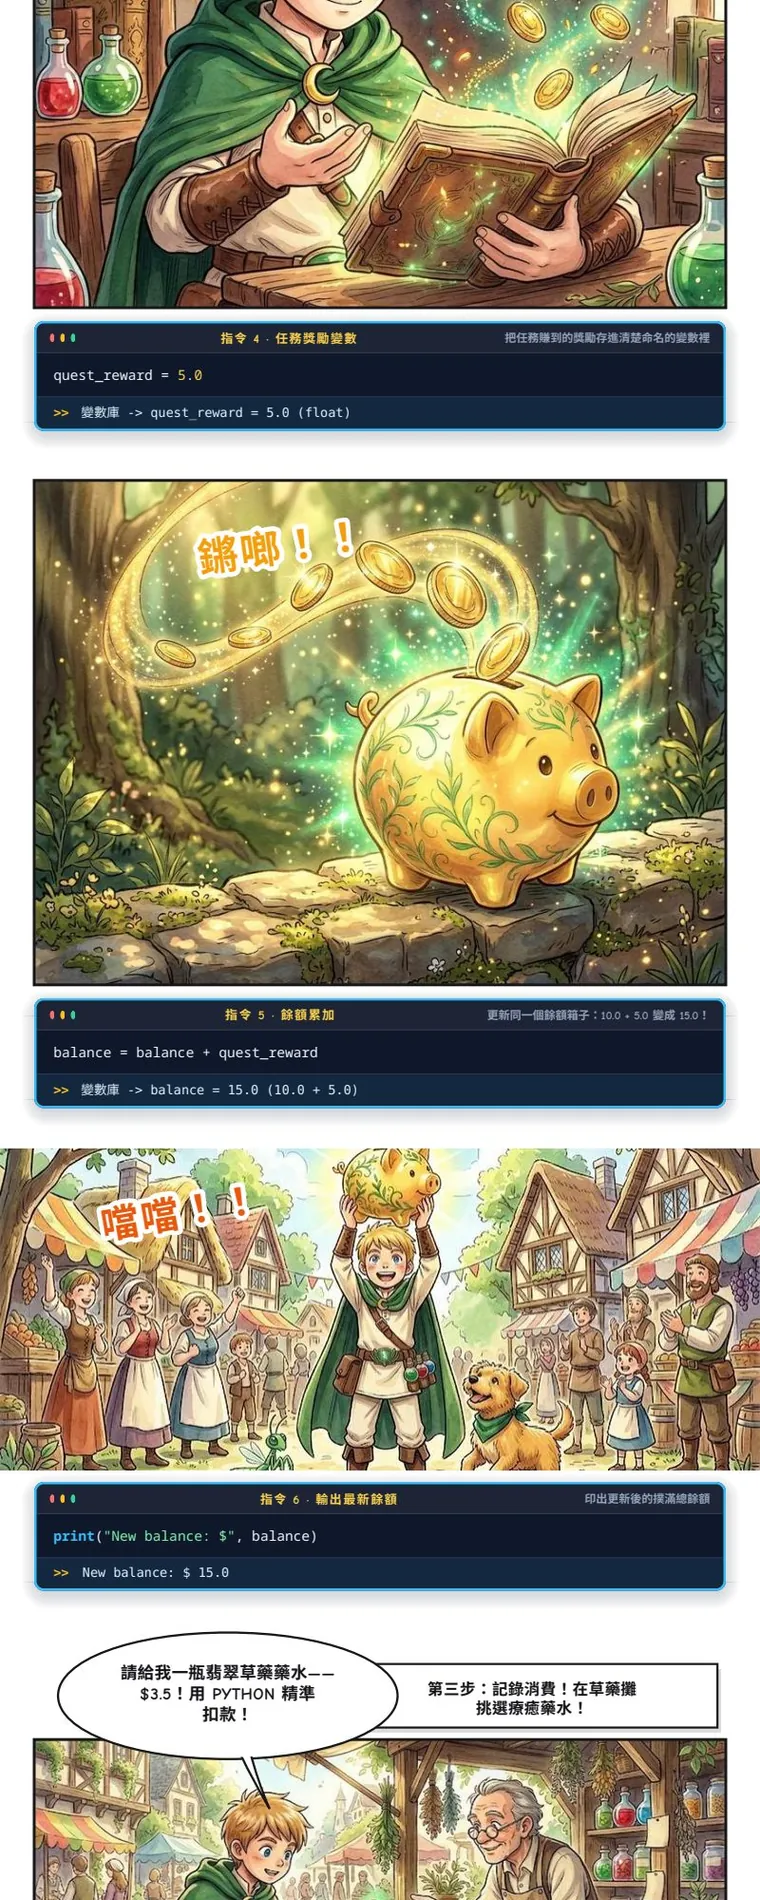 指令 4 · 任務獎勵變數
把任務賺到的獎勵存進清楚命名的變數裡
quest_reward = 5.0
>> 變數庫 -> quest_reward = 5.0 (float)
鏘啷！！
指令 5 · 餘額累加
更新同一個餘額箱子：10.0 + 5.0 變成 15.0！
balance = balance + quest_reward
>> 變數庫 -> balance = 15.0 (10.0 + 5.0)
噹噹！！
指令 6 · 輸出最新餘額
印出更新後的撲滿總餘額
print("New balance: $", balance)
>> New balance: $ 15.0
請給我一瓶翡翠草藥藥水——
$3.5！用 PYTHON 精準
扣款！
第三步：記錄消費！在草藥攤
挑選療癒藥水！